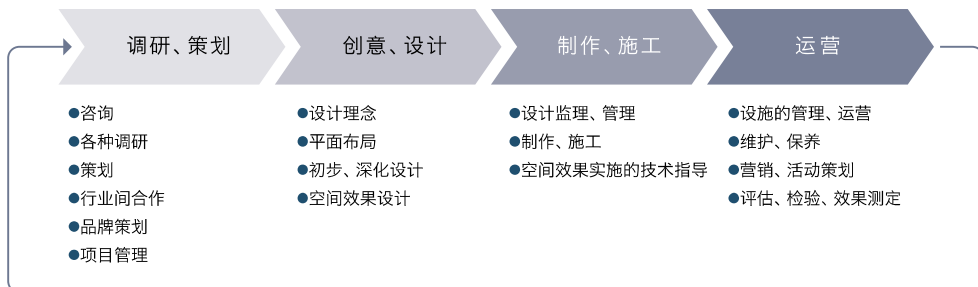 调研、策划
创意、设计
制作、施工
运营
●咨询
●各种调研
●策划
●行业间合作
●品牌策划
●项目管理
●设计理念
●平面布局
●初步、深化设计
●空间效果设计
●设计监理、管理
●制作、施工
●空间效果实施的技术指导
●设施的管理、运营
●维护、保养
●营销、活动策划
●评估、检验、效果测定